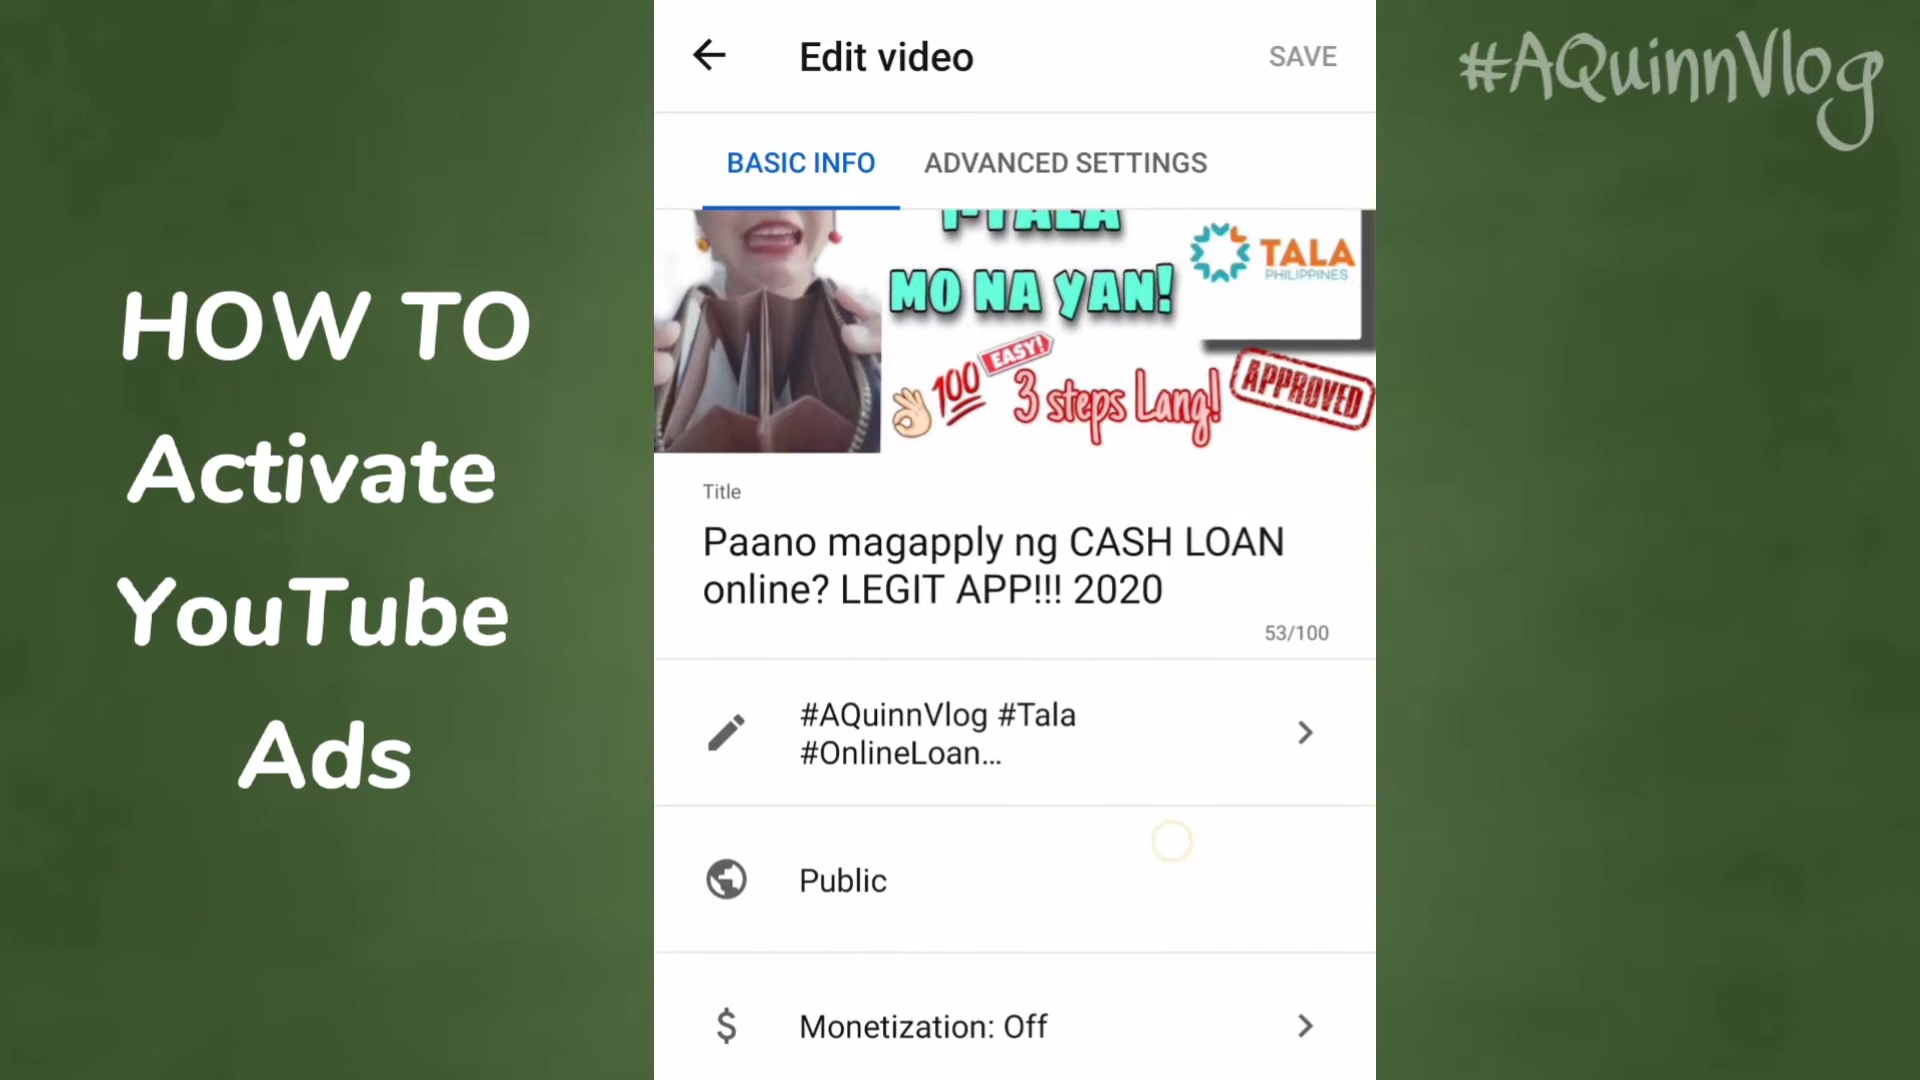 #AQuinnVlog
HOW TO
Activate
YouTube
Ads
Edit video
SAVE
BASIC INFO
ADVANCED SETTINGS
MO NA YAN!
TALA
PHILIPPINES
100
EASY!
3 steps Lang!
APPROVED
Title
Paano magapply ng CASH LOAN
online? LEGIT APP!!! 2020
53/100
#AQuinnVlog #Tala
#OnlineLoan...
Public
$
Monetization: Off